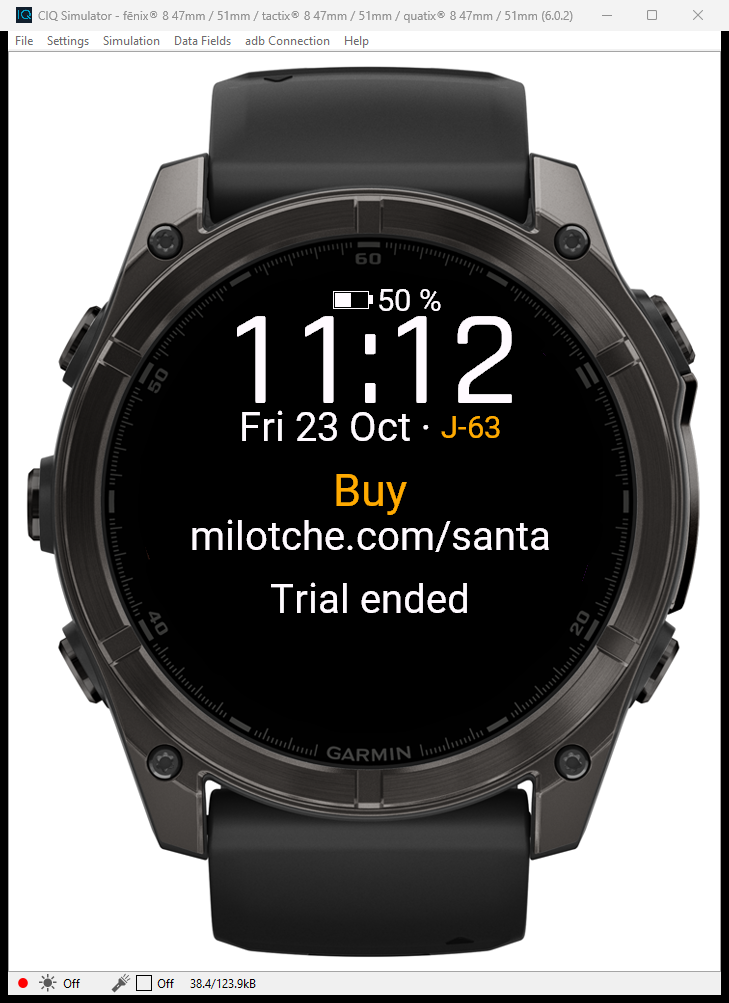 CIQ Simulator - fēnix® 8 47mm / 51mm / tactix® 8 47mm / 51mm / quatix® 8 47mm / 51mm (6.0.2)
File Settings Simulation Data Fields adb Connection Help
60
50 %
11:12
50
Fri 23 Oct · J-63
Buy
milotche.com/santa
Trial ended
40
20
GARMIN
Off Off 38.4/123.9kB